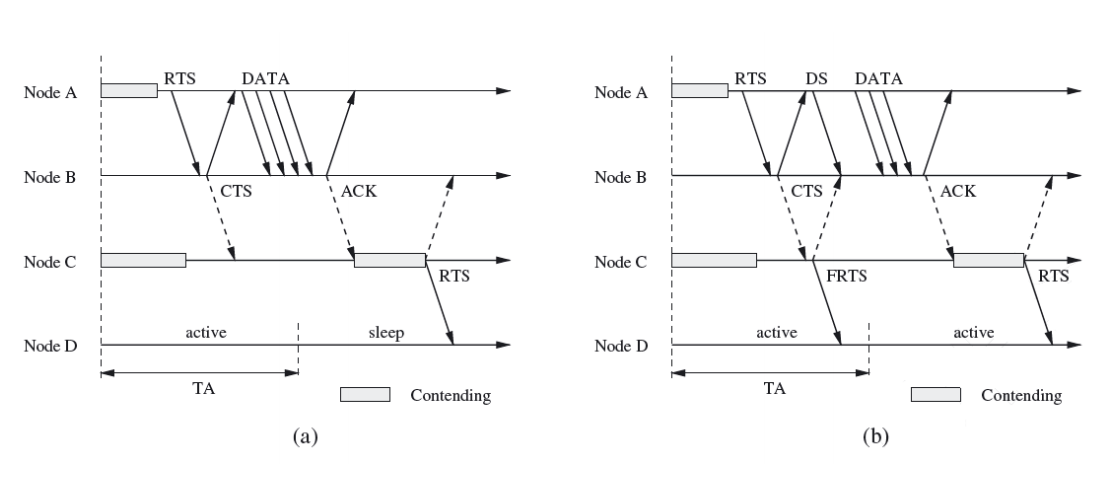 RTS DATA
Node A
Node B
CTS ACK
Node C
RTS
active sleep
Node D
TA
Contending
(a)
RTS DS DATA
Node A
Node B
CTS ACK
Node C
FRTS RTS
active active
Node D
TA
Contending
(b)